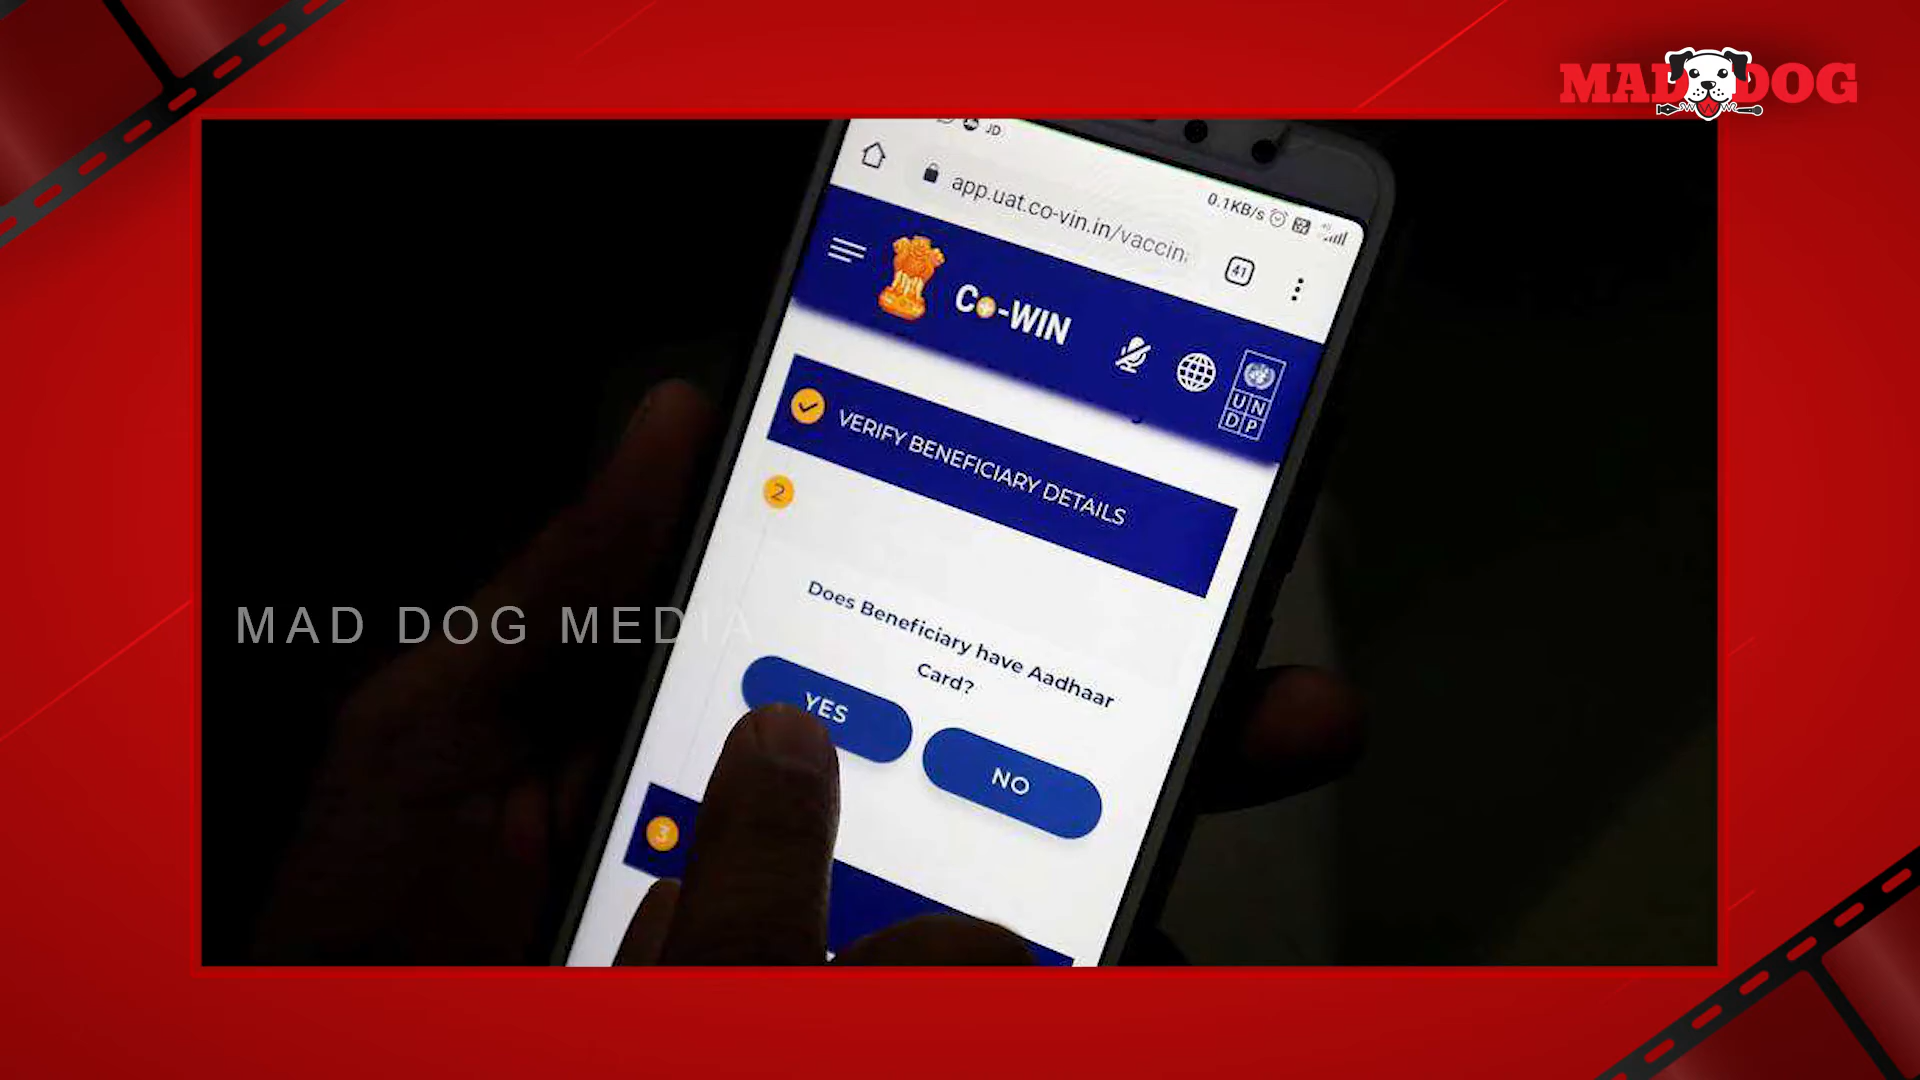 MAD DOG
JD
0.1KB/s
app.uat.co-vin.in/vaccin
41
Co-WIN
UN
DP
VERIFY BENEFICIARY DETAILS
2
Does Beneficiary have Aadhaar
Card?
MAD DOG MEDIA
YES
NO
3